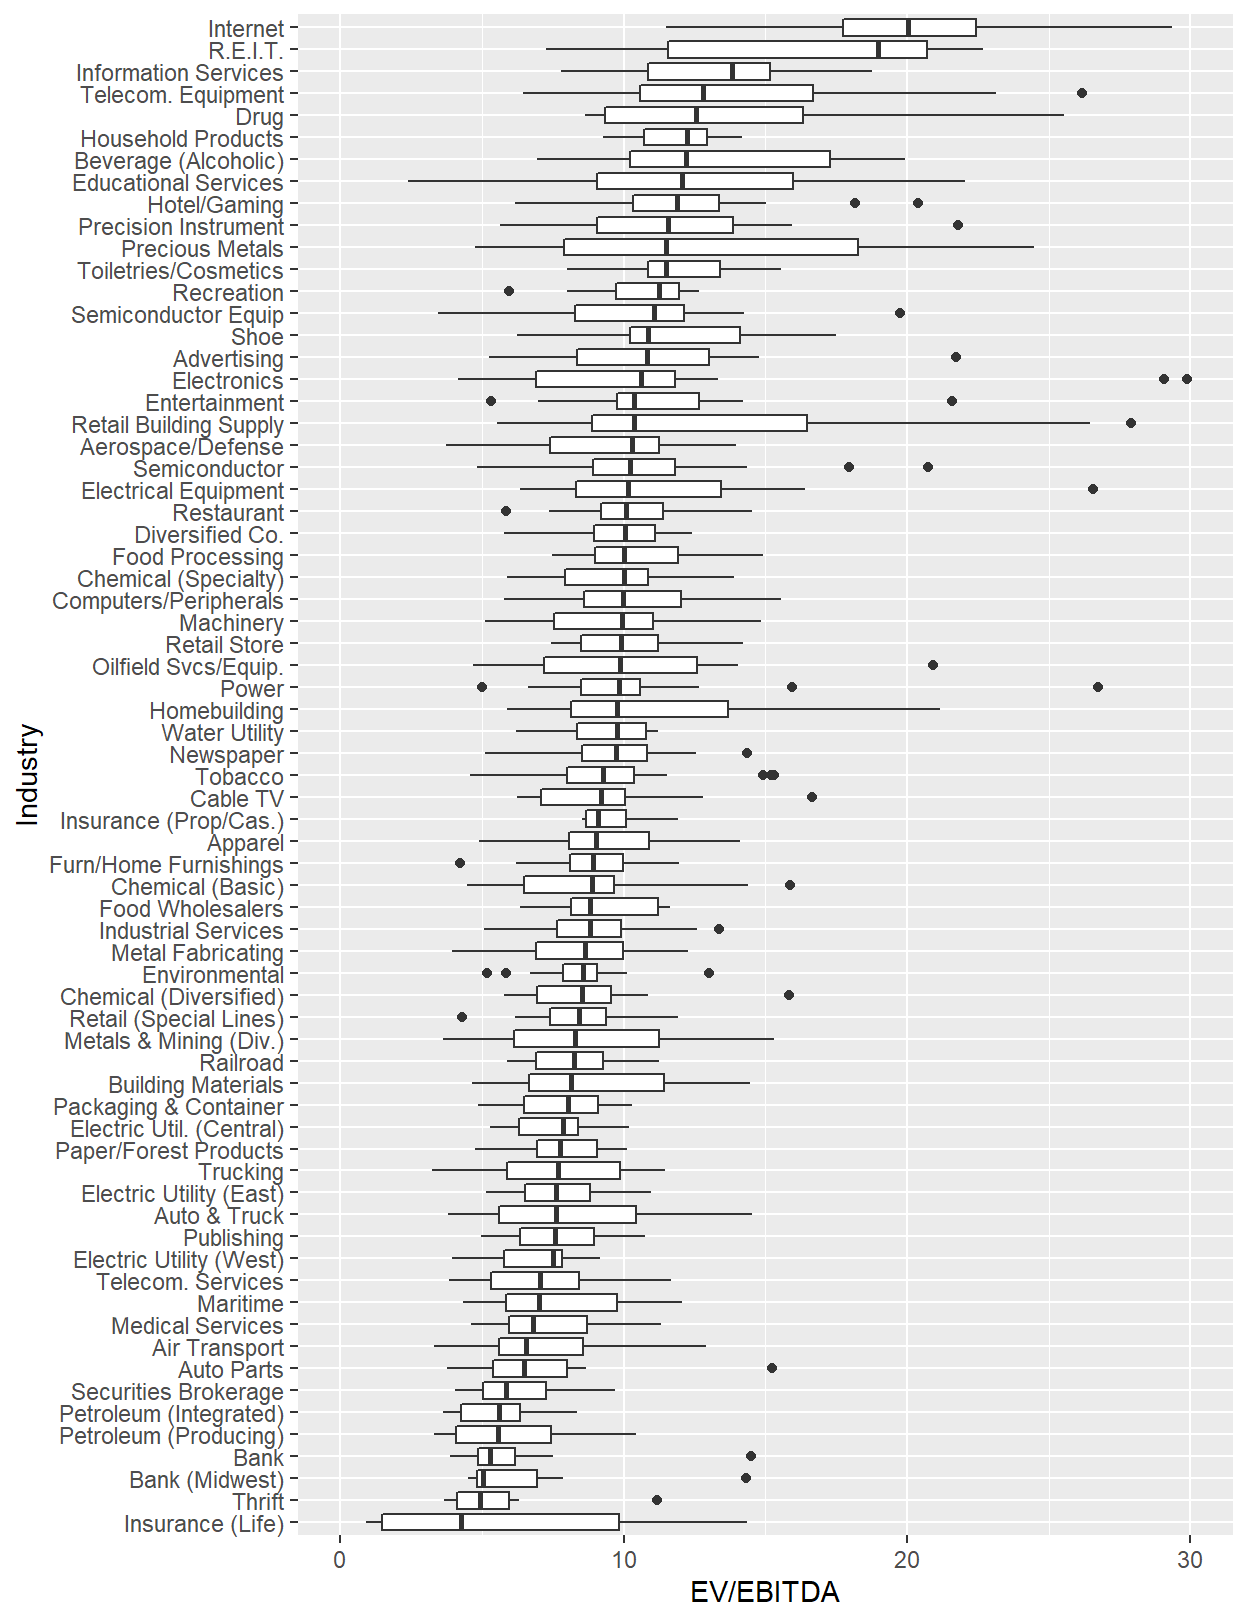 Internet
R.E.I.T.
Information Services
Telecom. Equipment
Drug
Household Products
Beverage (Alcoholic)
Educational Services
Hotel/Gaming
Precision Instrument
Precious Metals
Toiletries/Cosmetics
Recreation
Semiconductor Equip
Shoe
Advertising
Electronics
Entertainment
Retail Building Supply
Aerospace/Defense
Semiconductor
Electrical Equipment
Restaurant
Diversified Co.
Food Processing
Chemical (Specialty)
Computers/Peripherals
Machinery
Retail Store
Oilfield Svcs/Equip.
Power
Homebuilding
Water Utility
Newspaper
Tobacco
Cable TV
Insurance (Prop/Cas.)
Apparel
Furn/Home Furnishings
Chemical (Basic)
Food Wholesalers
Industrial Services
Metal Fabricating
Environmental
Chemical (Diversified)
Retail (Special Lines)
Metals & Mining (Div.)
Railroad
Building Materials
Packaging & Container
Electric Util. (Central)
Paper/Forest Products
Trucking
Electric Utility (East)
Auto & Truck
Publishing
Electric Utility (West)
Telecom. Services
Maritime
Medical Services
Air Transport
Auto Parts
Securities Brokerage
Petroleum (Integrated)
Petroleum (Producing)
Bank
Bank (Midwest)
Thrift
Insurance (Life)
Industry
0 10 20 30
EV/EBITDA